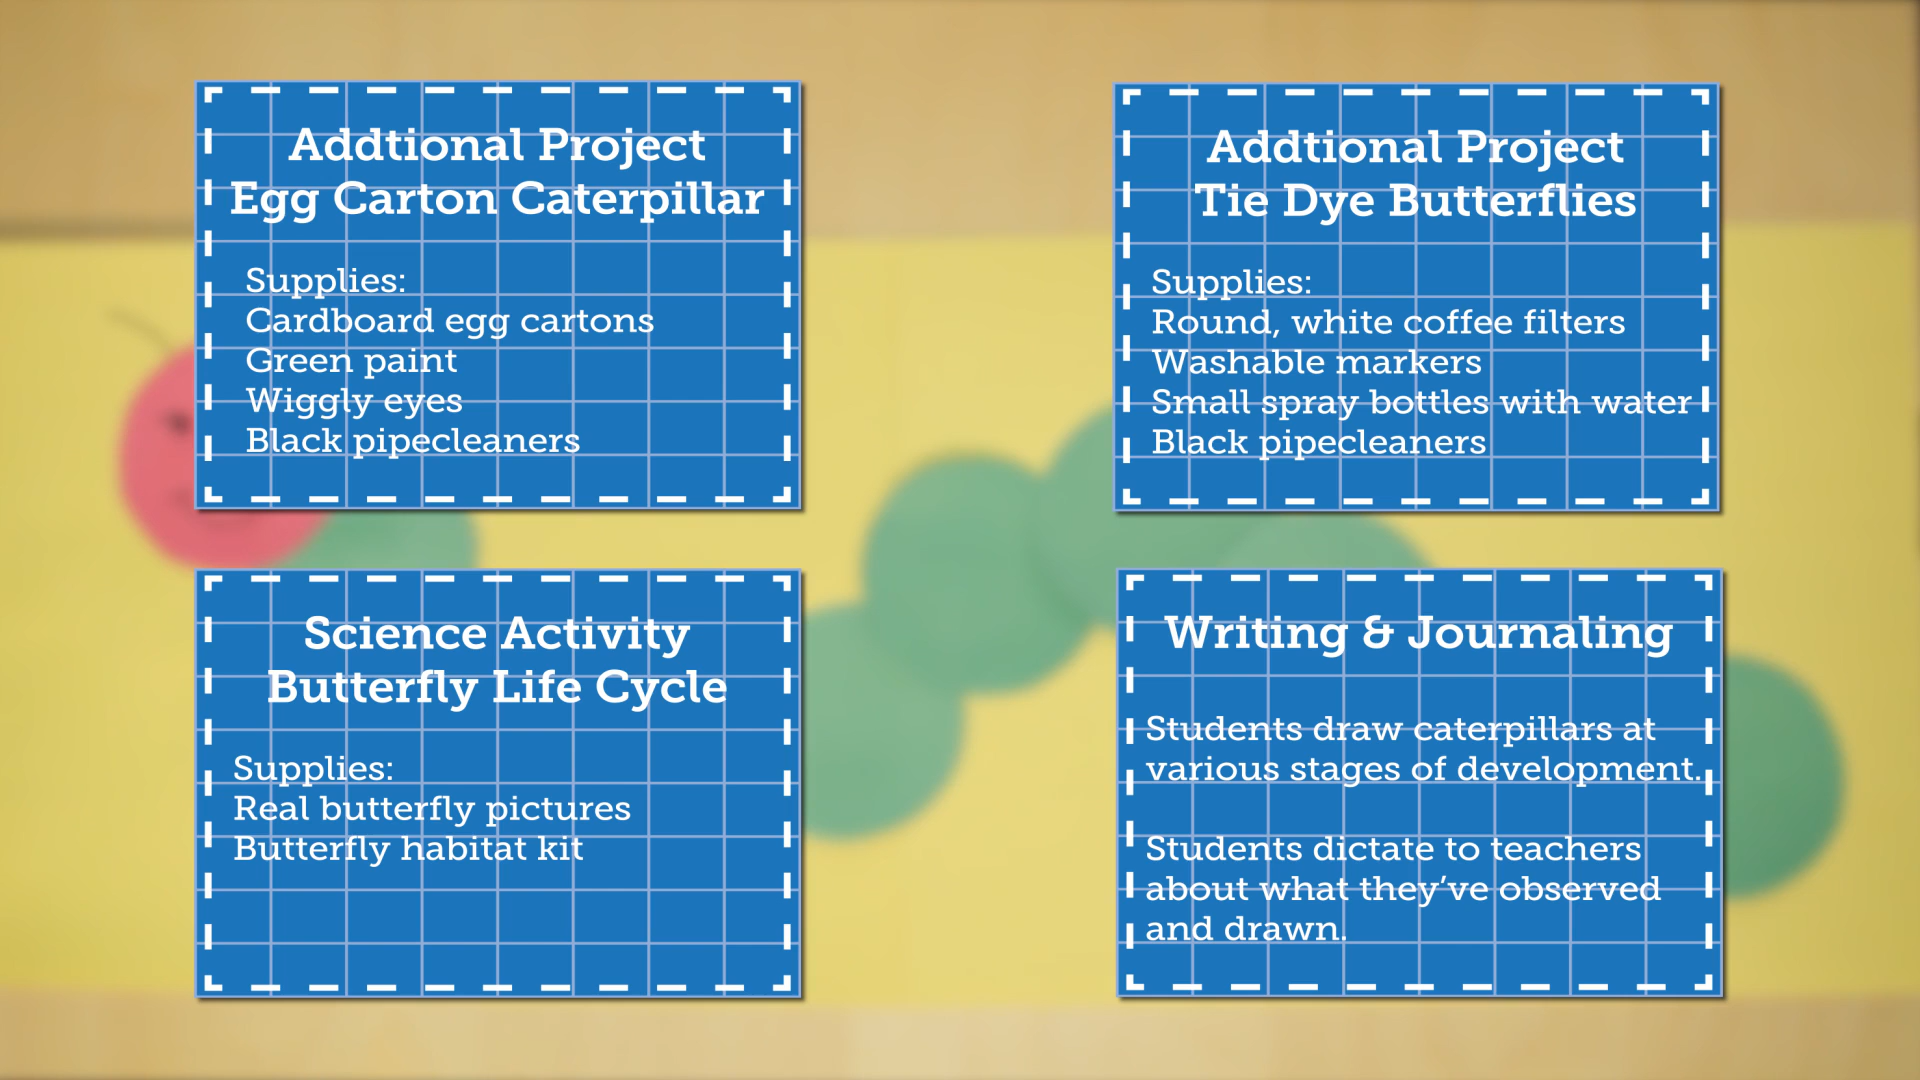 Addtional Project
Egg Carton Caterpillar
Supplies:
Cardboard egg cartons
Green paint
Wiggly eyes
Black pipecleaners
Addtional Project
Tie Dye Butterflies
Supplies:
Round, white coffee filters
Washable markers
Small spray bottles with water
Black pipecleaners
Science Activity
Butterfly Life Cycle
Supplies:
Real butterfly pictures
Butterfly habitat kit
Writing & Journaling
Students draw caterpillars at
various stages of development.
Students dictate to teachers
about what they’ve observed
and drawn.